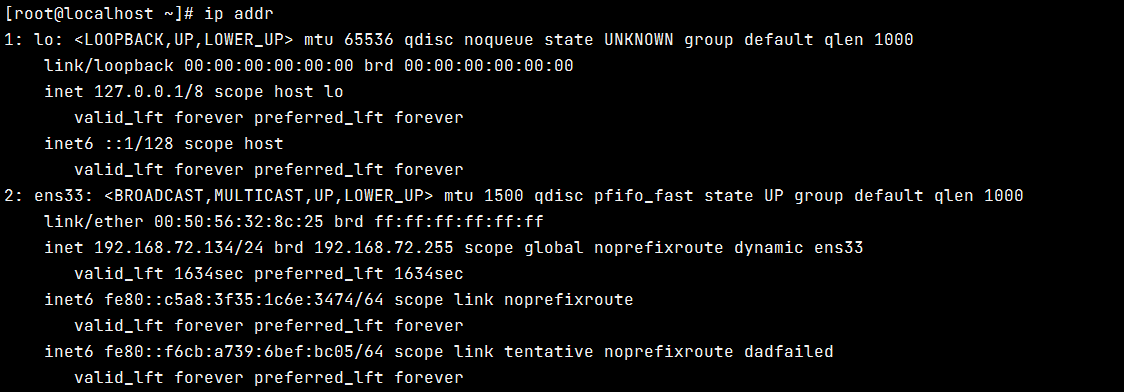 [root@localhost ~]# ip addr
1: lo: <LOOPBACK,UP,LOWER_UP> mtu 65536 qdisc noqueue state UNKNOWN group default qlen 1000
    link/loopback 00:00:00:00:00:00 brd 00:00:00:00:00:00
    inet 127.0.0.1/8 scope host lo
       valid_lft forever preferred_lft forever
    inet6 ::1/128 scope host
       valid_lft forever preferred_lft forever
2: ens33: <BROADCAST,MULTICAST,UP,LOWER_UP> mtu 1500 qdisc pfifo_fast state UP group default qlen 1000
    link/ether 00:50:56:32:8c:25 brd ff:ff:ff:ff:ff:ff
    inet 192.168.72.134/24 brd 192.168.72.255 scope global noprefixroute dynamic ens33
       valid_lft 1634sec preferred_lft 1634sec
    inet6 fe80::c5a8:3f35:1c6e:3474/64 scope link noprefixroute
       valid_lft forever preferred_lft forever
    inet6 fe80::f6cb:a739:6bef:bc05/64 scope link tentative noprefixroute dadfailed
       valid_lft forever preferred_lft forever